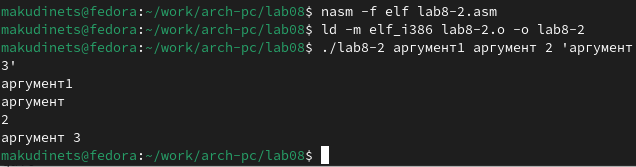 makudinets@fedora:~/work/arch-pc/lab08$ nasm -f elf lab8-2.asm
makudinets@fedora:~/work/arch-pc/lab08$ ld -m elf_i386 lab8-2.o -o lab8-2
makudinets@fedora:~/work/arch-pc/lab08$ ./lab8-2 аргумент1 аргумент 2 'аргумент
3'
аргумент1
аргумент
2
аргумент 3
makudinets@fedora:~/work/arch-pc/lab08$